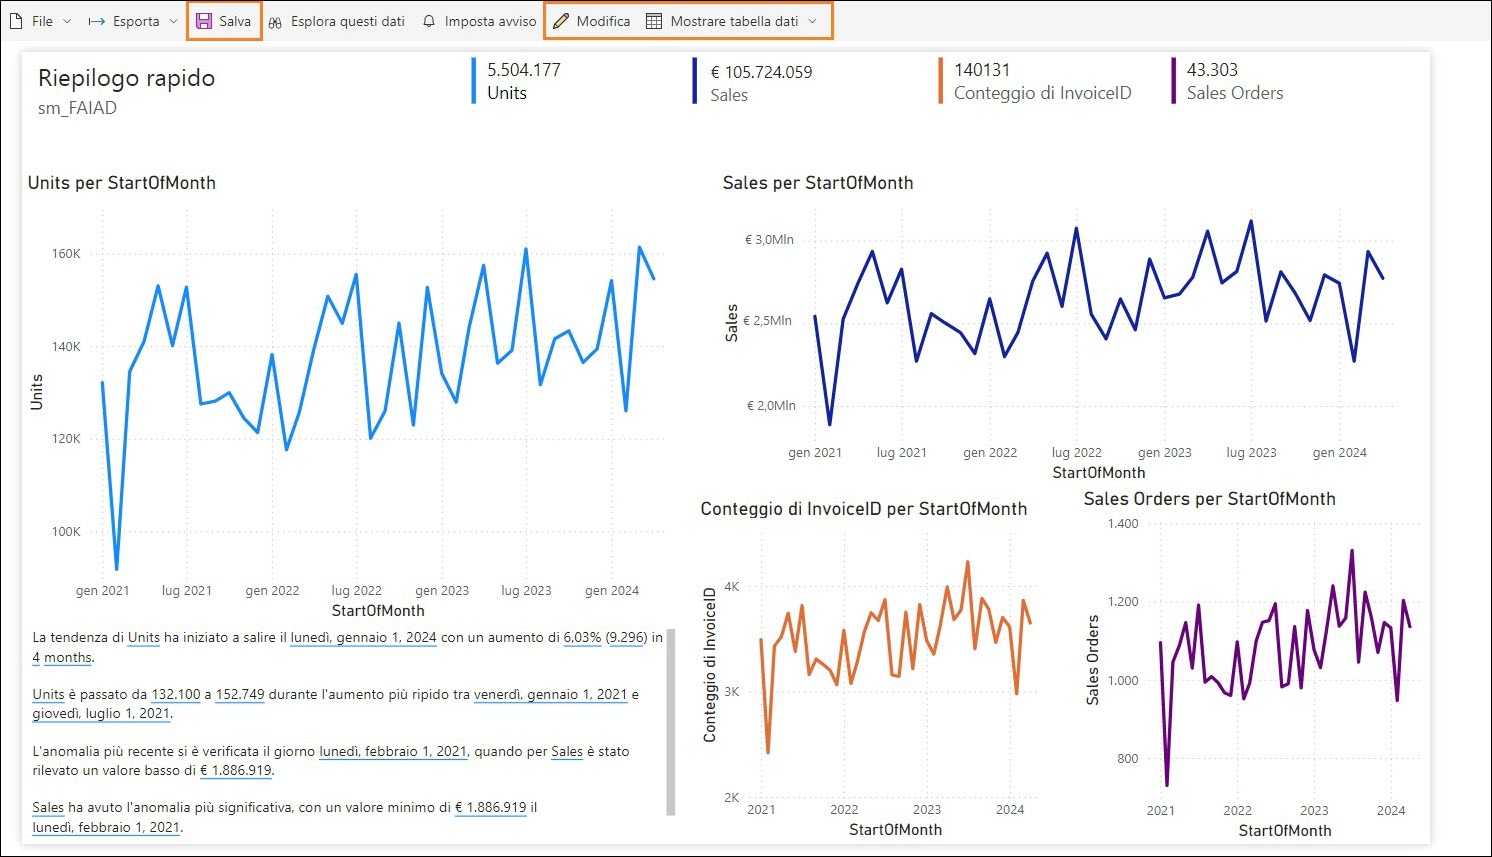 File Esporta Salva Esplora questi dati Imposta avviso Modifica Mostrare tabella dati
Riepilogo rapido
sm_FAIAD
5.504.177
Units
€ 105.724.059
Sales
140131
Conteggio di InvoiceID
43.303
Sales Orders
Units per StartOfMonth
160K
140K
120K
100K
Units
gen 2021 lug 2021 gen 2022 lug 2022 gen 2023 lug 2023 gen 2024
StartOfMonth
Sales per StartOfMonth
€ 3,0Mln
€ 2,5Mln
€ 2,0Mln
Sales
gen 2021 lug 2021 gen 2022 lug 2022 gen 2023 lug 2023 gen 2024
StartOfMonth
La tendenza di Units ha iniziato a salire il lunedì, gennaio 1, 2024 con un aumento di 6,03% (9.296) in
4 months.
Units è passato da 132.100 a 152.749 durante l'aumento più ripido tra venerdì, gennaio 1, 2021 e
giovedì, luglio 1, 2021.
L'anomalia più recente si è verificata il giorno lunedì, febbraio 1, 2021, quando per Sales è stato
rilevato un valore basso di € 1.886.919.
Sales ha avuto l'anomalia più significativa, con un valore minimo di € 1.886.919 il
lunedì, febbraio 1, 2021.
Conteggio di InvoiceID per StartOfMonth
4K
3K
2K
Conteggio di InvoiceID
2021 2022 2023 2024
StartOfMonth
Sales Orders per StartOfMonth
1.400
1.200
1.000
800
Sales Orders
2021 2022 2023 2024
StartOfMonth